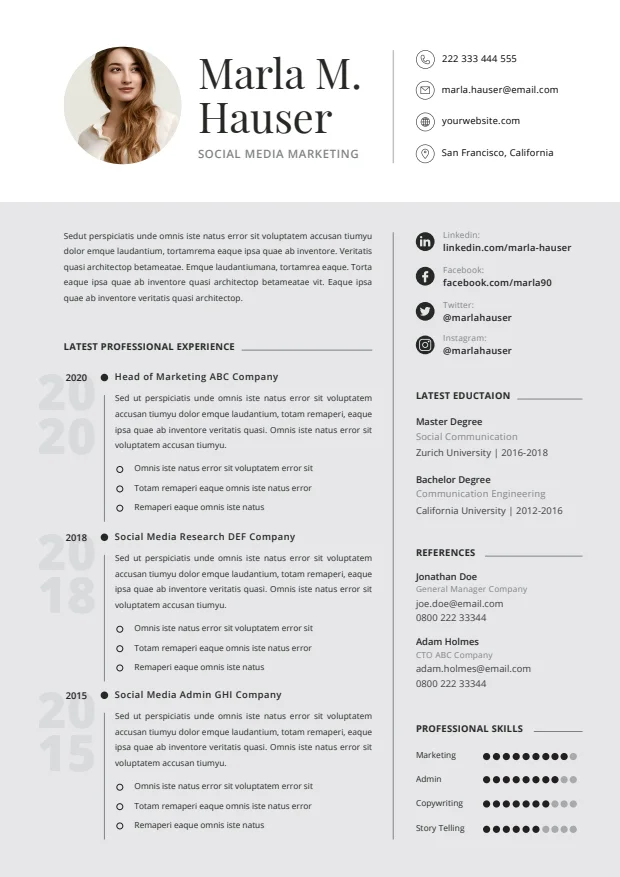 Marla M.
Hauser
SOCIAL MEDIA MARKETING
222 333 444 555
marla.hauser@email.com
yourwebsite.com
San Francisco, California
Sedut perspiciatis unde omnis iste natus error sit voluptatem accusan tiumyu
dolor emque laudantium, tortamrema eaque ipsa quae ab inventore. Veritatis
quasi architectop betameatae. Emque laudantiumana, tortamrea eaque. Torta
eaque ipsa quae ab inventore quasi architectop betameatae vit. Eaque ipsa
quae ab inventore veritatis quasi architectop.
LATEST PROFESSIONAL EXPERIENCE
20
20
2020
Head of Marketing ABC Company
Sed ut perspiciatis unde omnis iste natus error sit voluptatem
accusan tiumyu dolor emque laudantium, totam remaperi, eaque
ipsa quae ab inventore veritatis quasi. Omnis iste natus error sit
voluptatem accusan tiumyu.
Omnis iste natus error sit voluptatem error sit
Totam remaperi eaque omnis iste natus error
Remaperi eaque omnis iste natus
20
18
2018
Social Media Research DEF Company
Sed ut perspiciatis unde omnis iste natus error sit voluptatem
accusan tiumyu dolor emque laudantium, totam remaperi, eaque
ipsa quae ab inventore veritatis quasi. Omnis iste natus error sit
voluptatem accusan tiumyu.
Omnis iste natus error sit voluptatem error sit
Totam remaperi eaque omnis iste natus error
Remaperi eaque omnis iste natus
20
15
2015
Social Media Admin GHI Company
Sed ut perspiciatis unde omnis iste natus error sit voluptatem
accusan tiumyu dolor emque laudantium, totam remaperi, eaque
ipsa quae ab inventore veritatis quasi. Omnis iste natus error sit
voluptatem accusan tiumyu.
Omnis iste natus error sit voluptatem error sit
Totam remaperi eaque omnis iste natus error
Remaperi eaque omnis iste natus
Linkedin:
linkedin.com/marla-hauser
Facebook:
facebook.com/marla90
Twitter:
@marlahauser
Instagram:
@marlahauser
LATEST EDUCTAION
Master Degree
Social Communication
Zurich University | 2016-2018
Bachelor Degree
Communication Engineering
California University | 2012-2016
REFERENCES
Jonathan Doe
General Manager Company
joe.doe@email.com
0800 222 33344
Adam Holmes
CTO ABC Company
adam.holmes@email.com
0800 222 33344
PROFESSIONAL SKILLS
Marketing
Admin
Copywriting
Story Telling